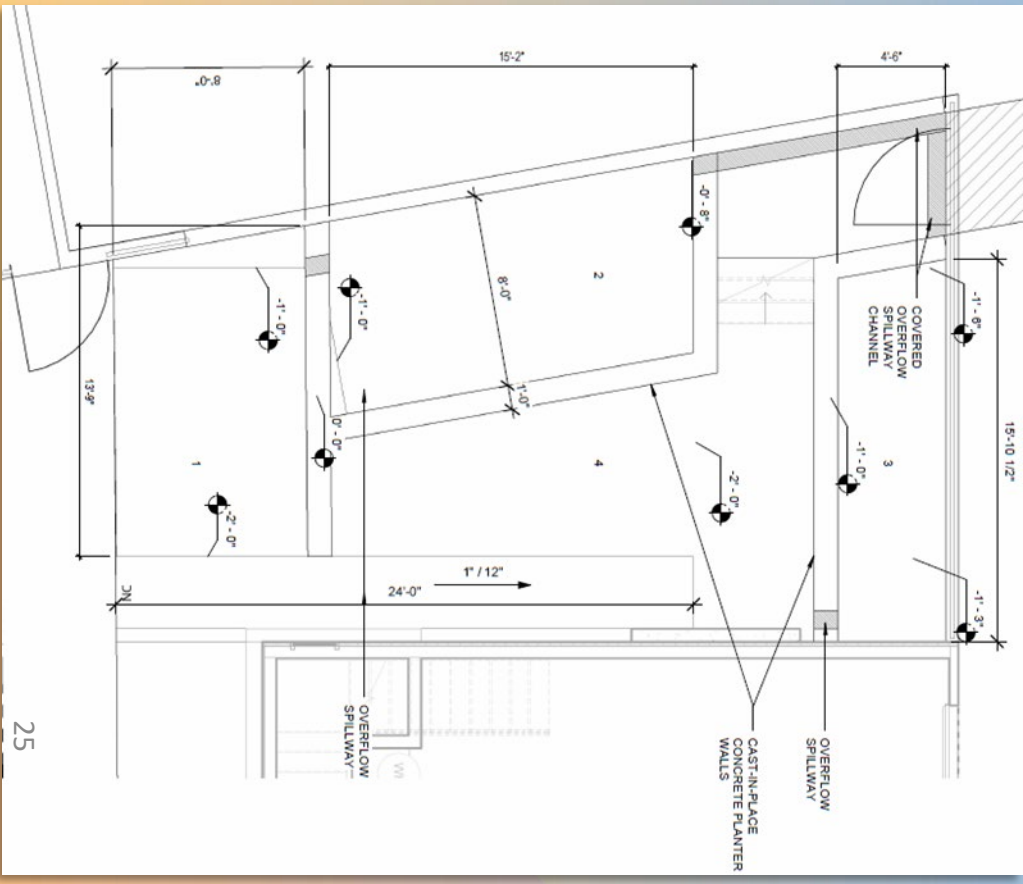 15'-2"
4'-6"
8'-0"
-0' - 8"
2
8'-0"
-1' - 0"
-1' - 0"
COVERED
OVERFLOW
SPILLWAY
CHANNEL
-1' - 6"
13'-9"
1'-0"
0' - 0"
15'-10 1/2"
1
4
3
-1' - 0"
-2' - 0"
-2' - 0"
1" / 12"
24'-0"
-1' - 3"
OVERFLOW
SPILLWAY
CAST-IN-PLACE
CONCRETE PLANTER
WALLS
OVERFLOW
SPILLWAY
25